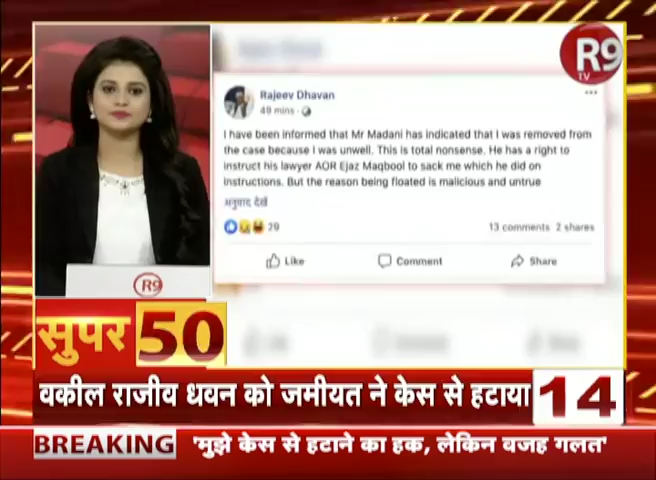 R9
TV
Rajeev Dhavan
49 mins ·
I have been informed that Mr Madani has indicated that I was removed from
the case because I was unwell. This is total nonsense. He has a right to
instruct his lawyer AOR Ejaz Maqbool to sack me which he did on
instructions. But the reason being floated is malicious and untrue
अनुवाद देखें
29
13 comments 2 shares
Like Comment Share
R9
सुपर 50
वकील राजीव धवन को जमीयत ने केस से हटाया 14
BREAKING 'मुझे केस से हटाने का हक, लेकिन वजह गलत'